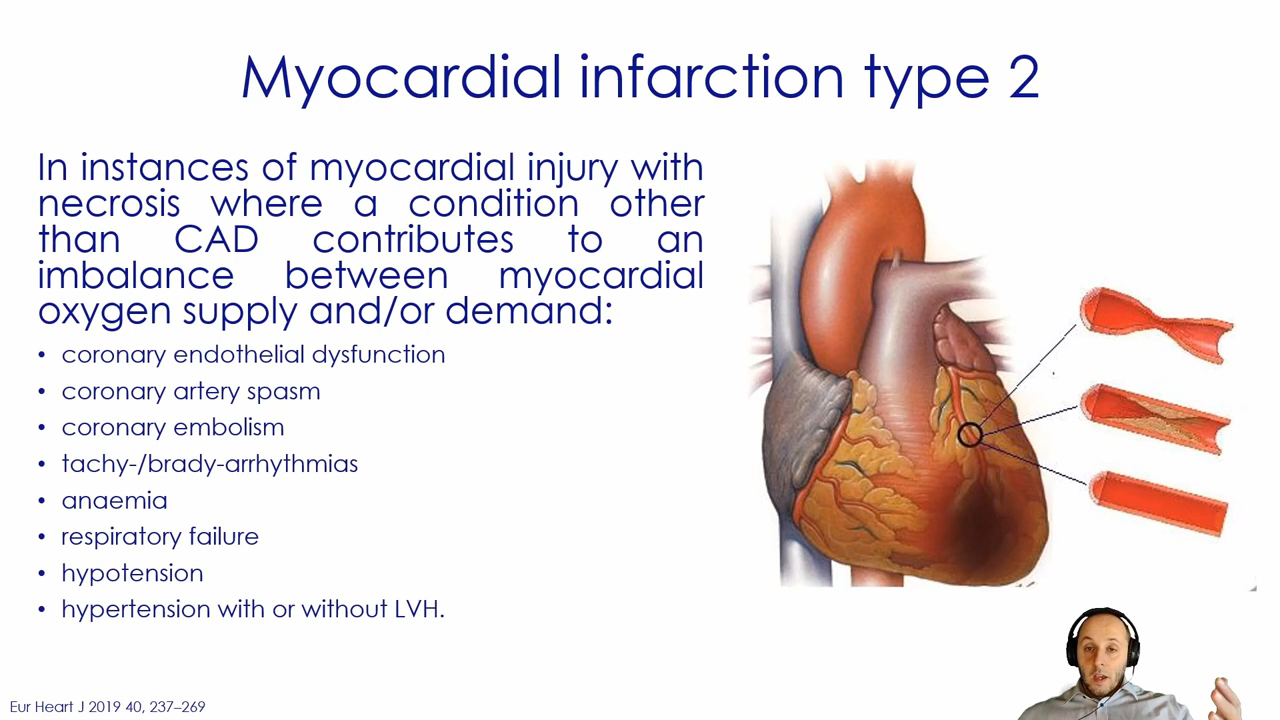 Myocardial infarction type 2
In instances of myocardial injury with
necrosis where a condition other
than CAD contributes to an
imbalance between myocardial
oxygen supply and/or demand:
• coronary endothelial dysfunction
• coronary artery spasm
• coronary embolism
• tachy-/brady-arrhythmias
• anaemia
• respiratory failure
• hypotension
• hypertension with or without LVH.
Eur Heart J 2019 40, 237–269